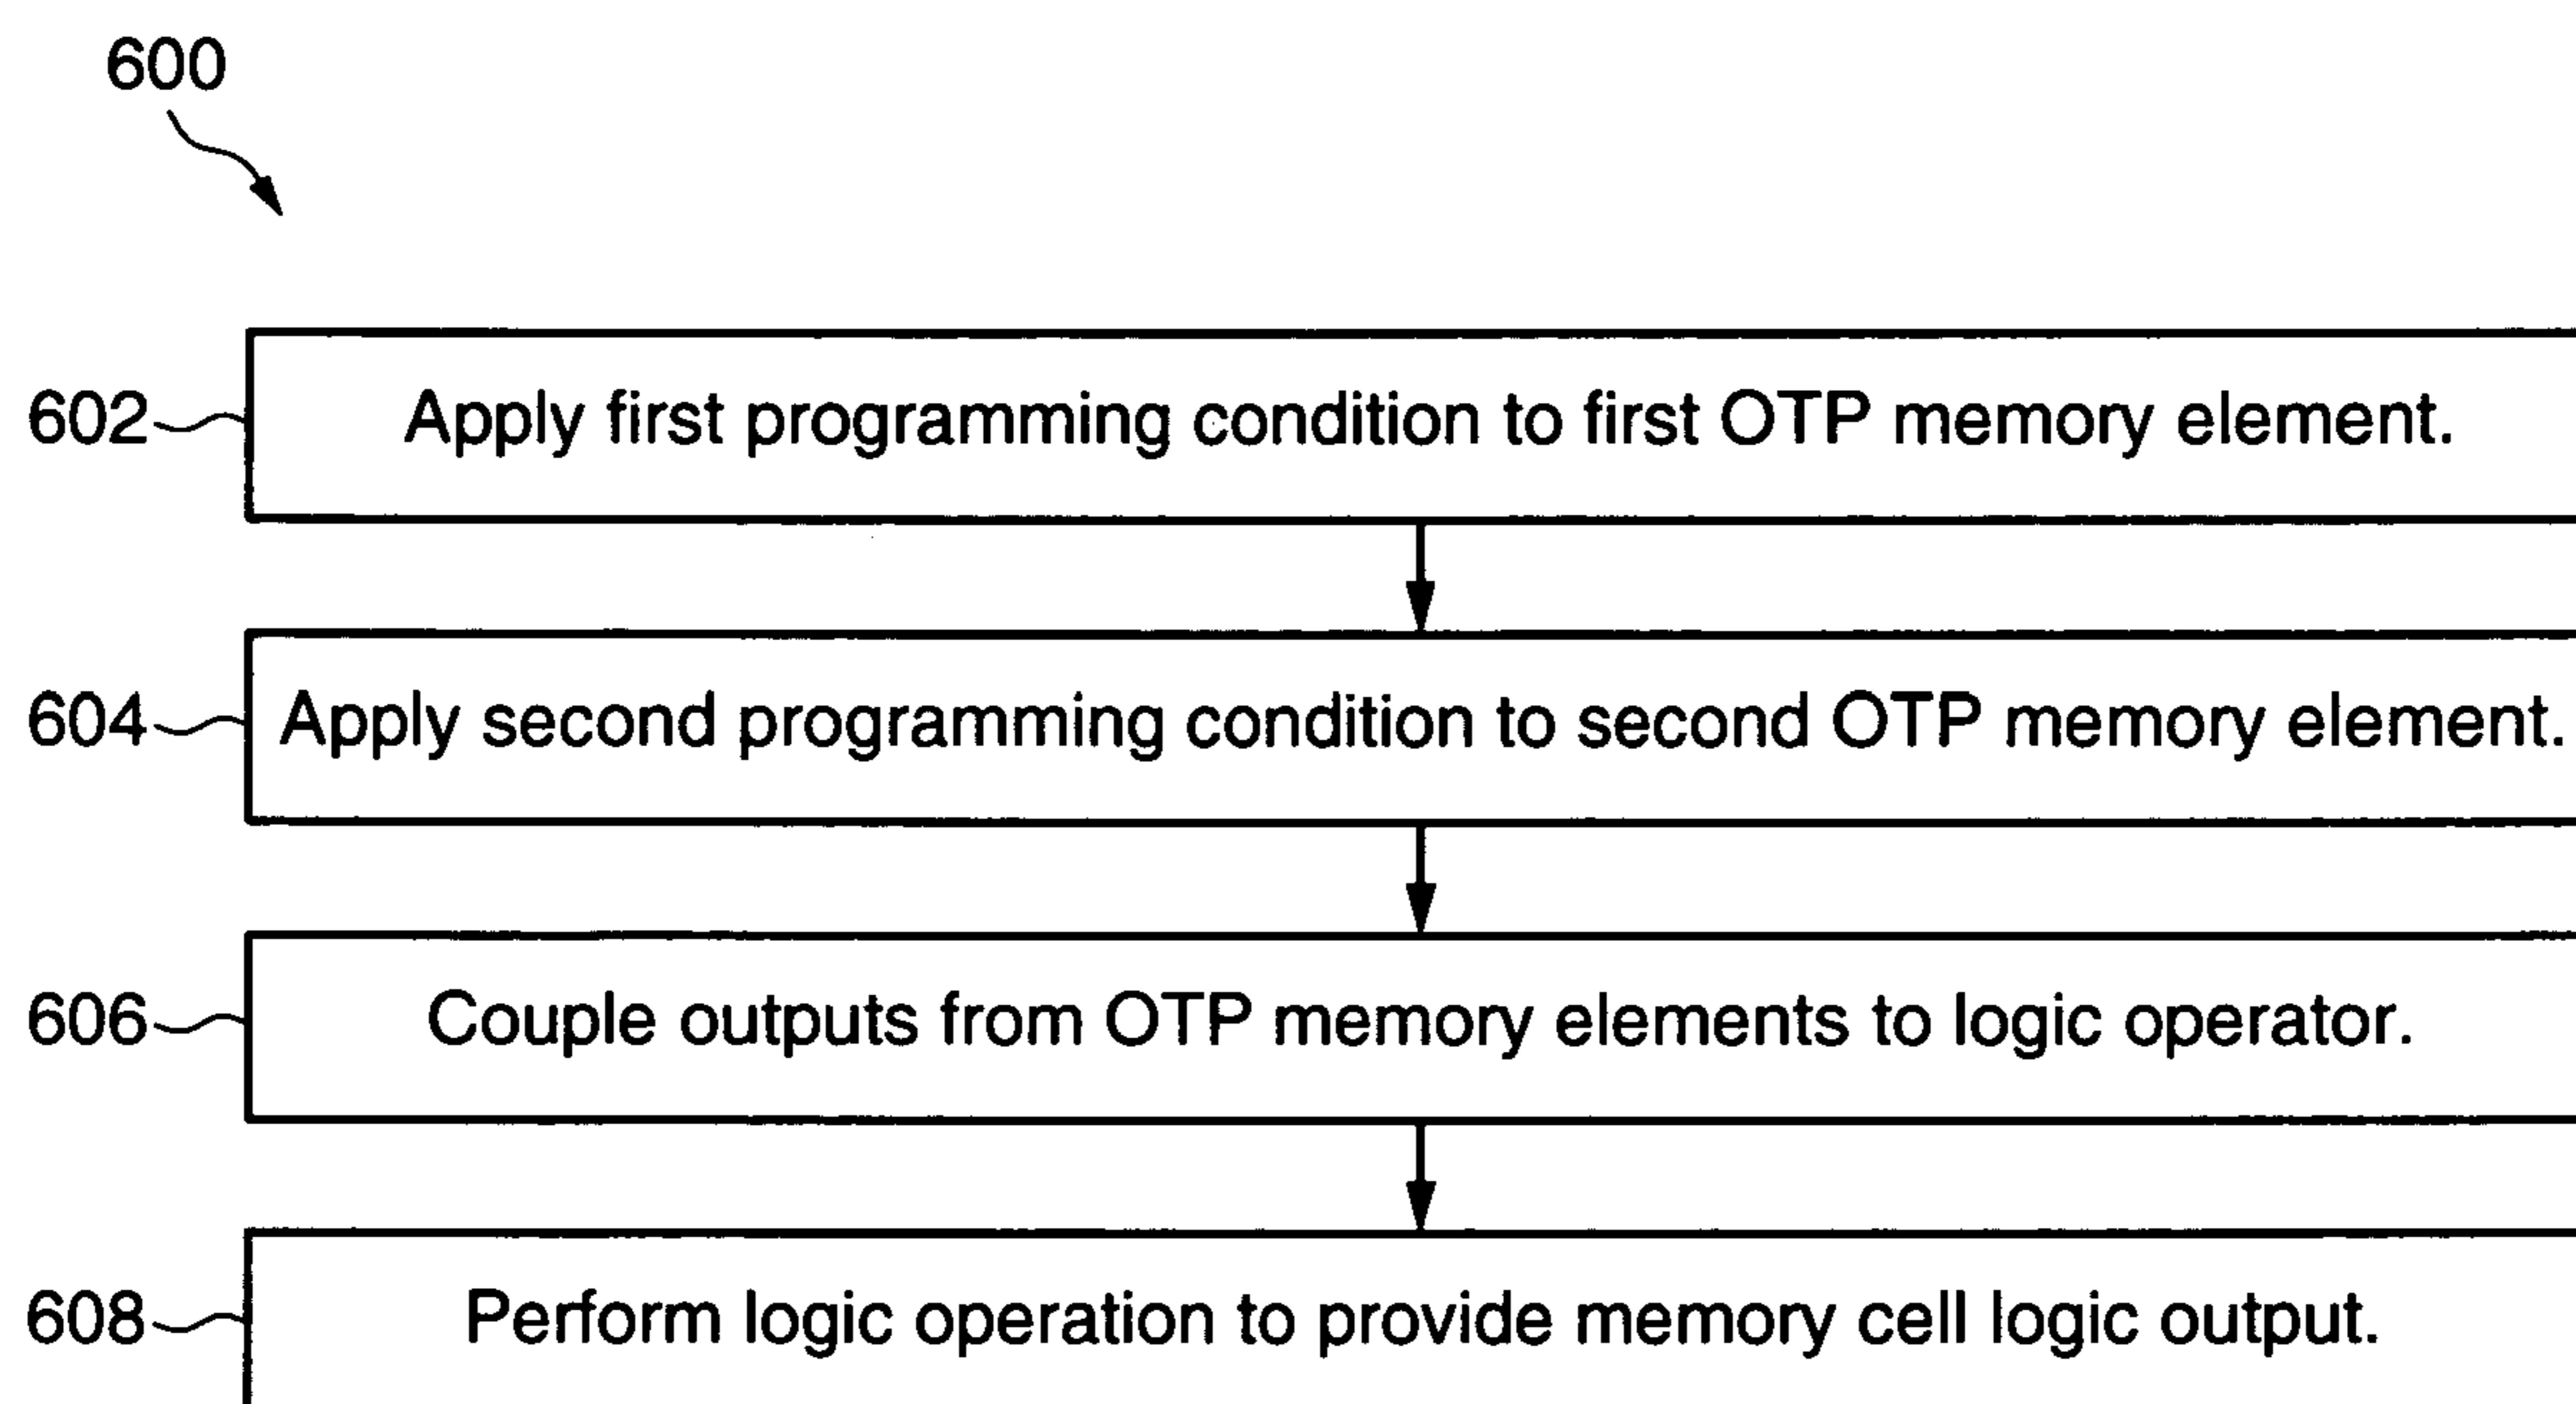 600
602 Apply first programming condition to first OTP memory element.
604 Apply second programming condition to second OTP memory element.
606 Couple outputs from OTP memory elements to logic operator.
608 Perform logic operation to provide memory cell logic output.